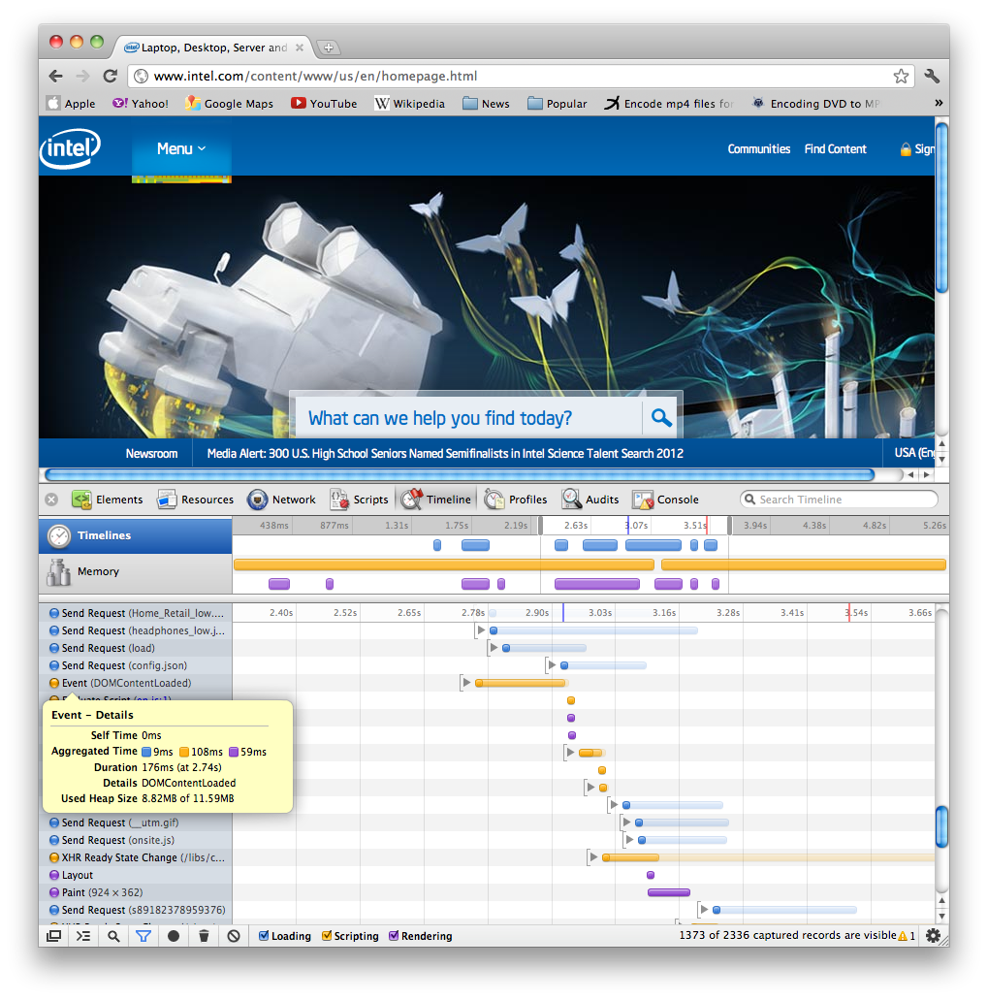 Laptop, Desktop, Server and
www.intel.com/content/www/us/en/homepage.html
Apple Yahoo! Google Maps YouTube Wikipedia News Popular Encode mp4 files for Encoding DVD to MP »
intel Menu Communities Find Content Sign
What can we help you find today?
Newsroom Media Alert: 300 U.S. High School Seniors Named Semifinalists in Intel Science Talent Search 2012 USA (Eng
Elements Resources Network Scripts Timeline Profiles Audits Console Search Timeline
Timelines 438ms 877ms 1.31s 1.75s 2.19s 2.63s 3.07s 3.51s 3.94s 4.38s 4.82s 5.26s
Memory
Send Request (Home_Retail_low.... 2.40s 2.52s 2.65s 2.78s 2.90s 3.03s 3.16s 3.28s 3.41s 3.54s 3.66s
Send Request (headphones_low.j...
Send Request (load)
Send Request (config.json)
Event (DOMContentLoaded)
Event – Details
Self Time 0ms
Aggregated Time 9ms 108ms 59ms
Duration 176ms (at 2.74s)
Details DOMContentLoaded
Used Heap Size 8.82MB of 11.59MB
Send Request (__utm.gif)
Send Request (onsite.js)
XHR Ready State Change (/libs/c...
Layout
Paint (924 × 362)
Send Request (s89182378959376)
Loading Scripting Rendering 1373 of 2336 captured records are visible 1